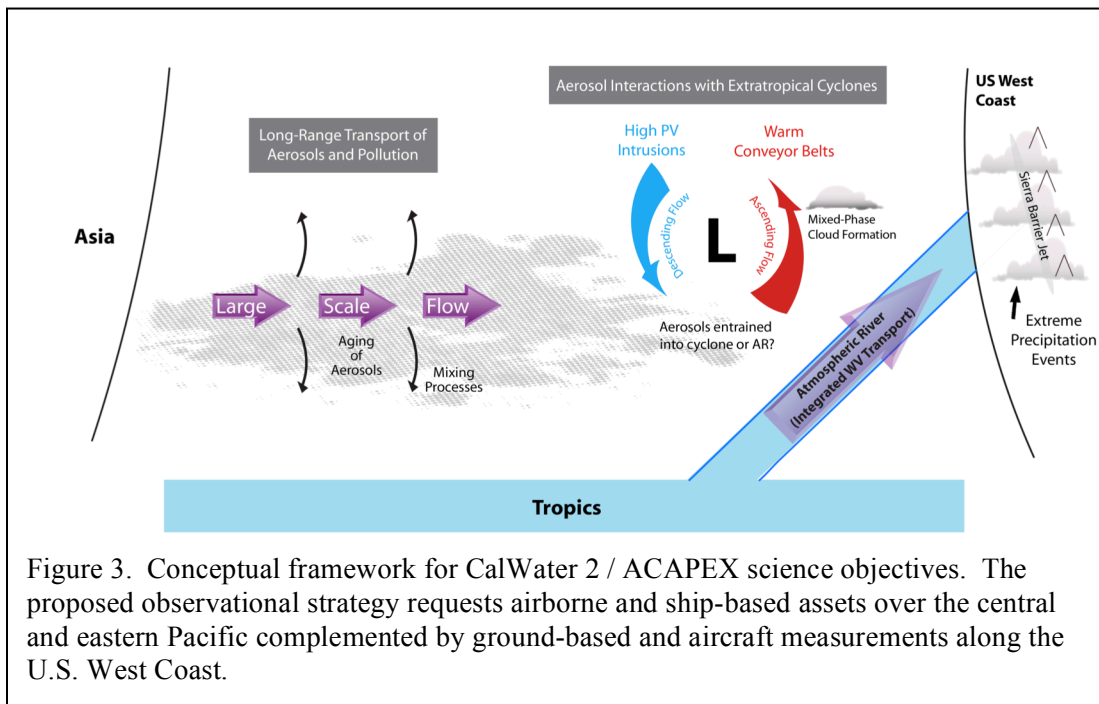 Aerosol Interactions with Extratropical Cyclones
US West
Coast
Long-Range Transport of
Aerosols and Pollution
High PV
Intrusions
Warm
Conveyor Belts
Descending Flow
L
Ascending Flow
Mixed-Phase
Cloud Formation
Sierra Barrier Jet
Asia
Large
Scale
Flow
Aging
of
Aerosols
Mixing
Processes
Aerosols entrained
into cyclone or AR?
Atmospheric River
(Integrated WV Transport)
Extreme
Precipitation
Events
Tropics
Figure 3.  Conceptual framework for CalWater 2 / ACAPEX science objectives.  The
proposed observational strategy requests airborne and ship-based assets over the central
and eastern Pacific complemented by ground-based and aircraft measurements along the
U.S. West Coast.